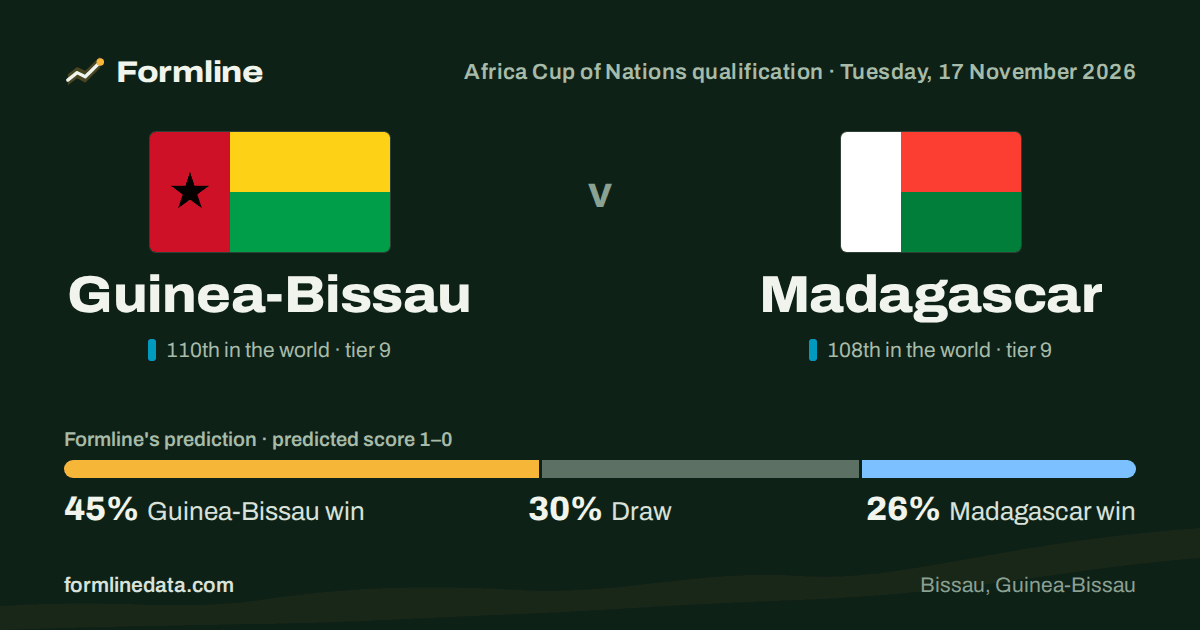 Formline
Africa Cup of Nations qualification · Tuesday, 17 November 2026
v
Guinea-Bissau
Madagascar
110th in the world · tier 9
108th in the world · tier 9
Formline's prediction · predicted score 1–0
45% Guinea-Bissau win
30% Draw
26% Madagascar win
formlinedata.com
Bissau, Guinea-Bissau